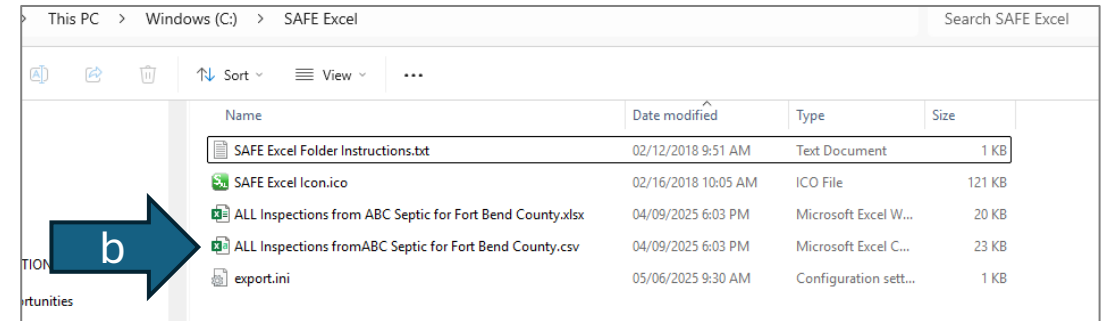 > This PC > Windows (C:) > SAFE Excel Search SAFE Excel
Sort View ...
Name Date modified Type Size
SAFE Excel Folder Instructions.txt 02/12/2018 9:51 AM Text Document 1 KB
SAFE Excel Icon.ico 02/16/2018 10:05 AM ICO File 121 KB
ALL Inspections from ABC Septic for Fort Bend County.xlsx 04/09/2025 6:03 PM Microsoft Excel W... 20 KB
b ALL Inspections fromABC Septic for Fort Bend County.csv 04/09/2025 6:03 PM Microsoft Excel C... 23 KB
TION
export.ini 05/06/2025 9:30 AM Configuration sett... 1 KB
rtunities